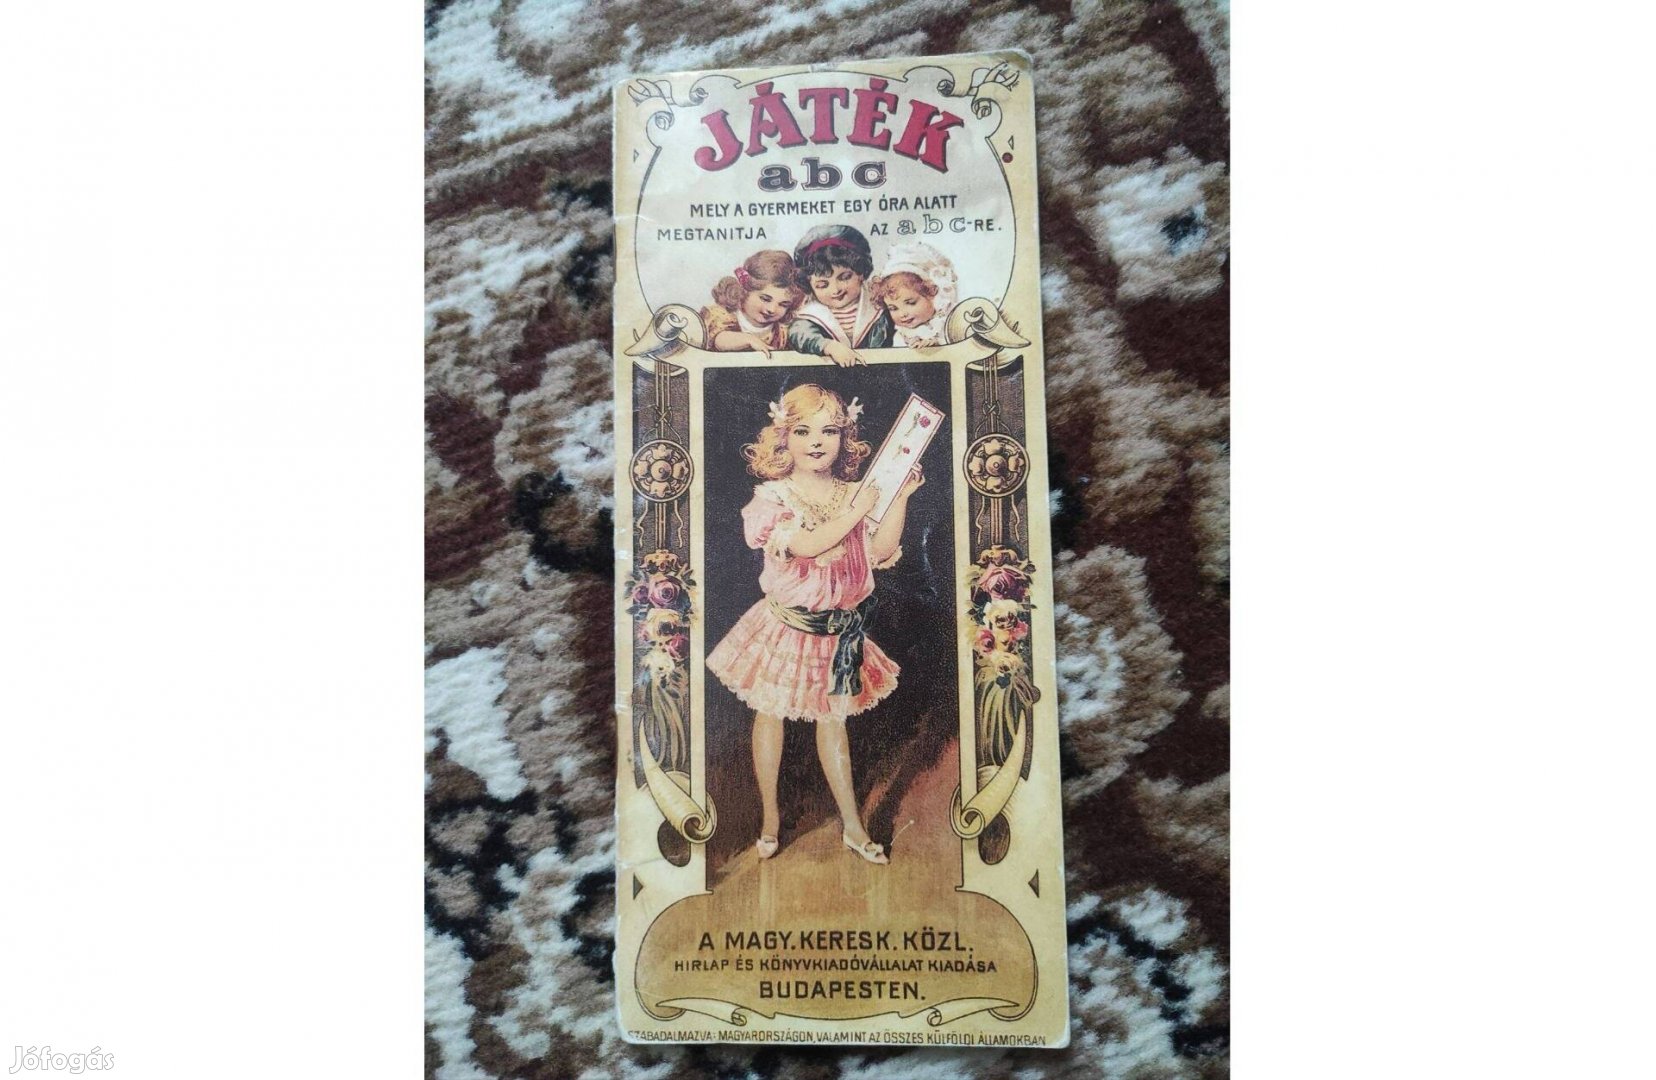 JÁTÉK
abc
MELY A GYERMEKET EGY ÓRA ALATT
MEGTANITJA AZ abc-RE.
A MAGY. KERESK. KÖZL.
HIRLAP ÉS KÖNYVKIADÓVÁLLALAT KIADÁSA
BUDAPESTEN.
SZABADALMAZVA: MAGYARORSZÁGON, VALAMINT AZ ÖSSZES KÜLFÖLDI ÁLLAMOKBAN
Jófogás